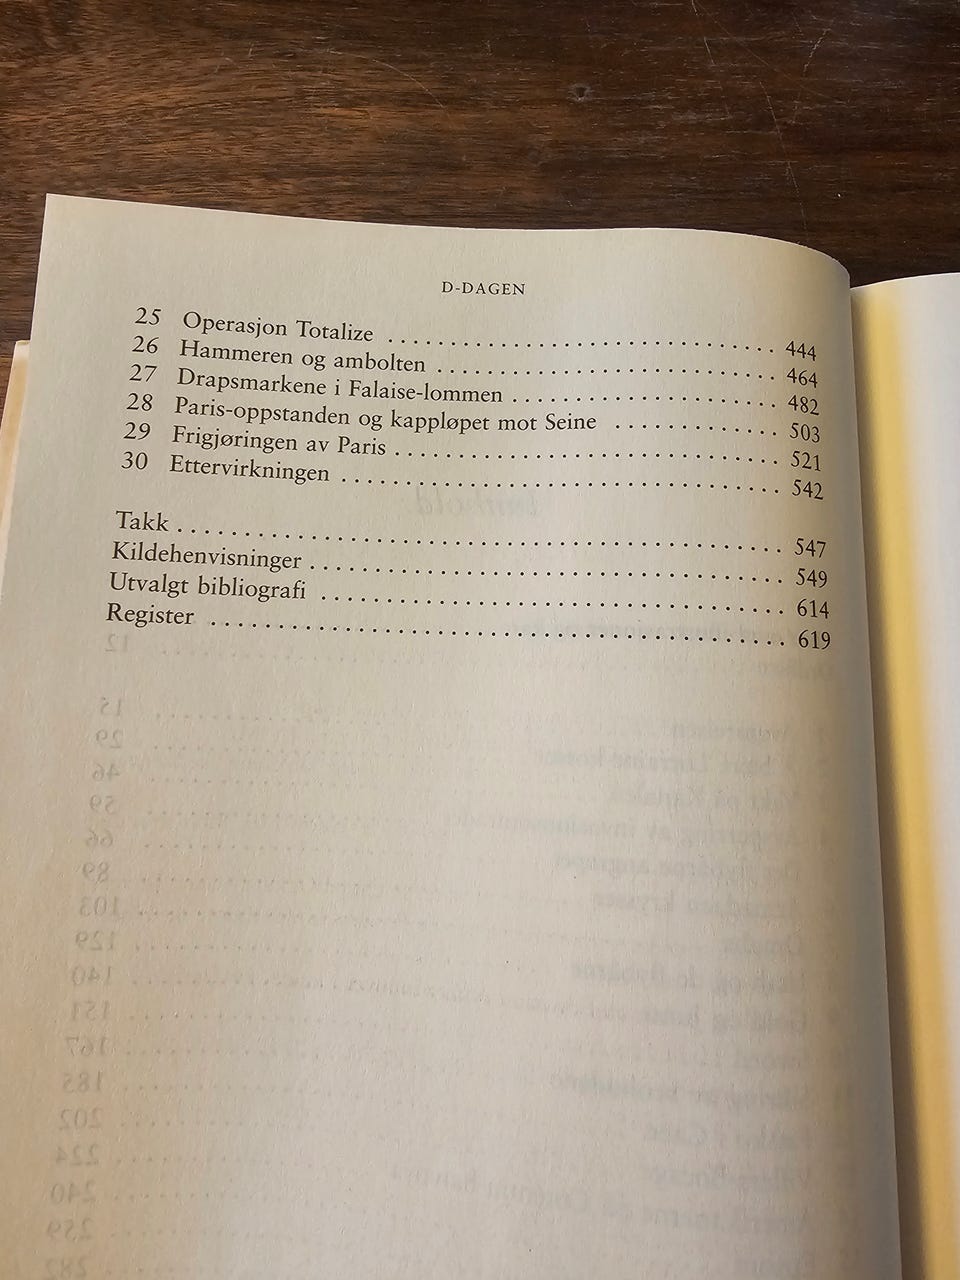 D-DAGEN
25 Operasjon Totalize 444
26 Hammeren og ambolten 464
27 Drapsmarkene i Falaise-lommen 482
28 Paris-oppstanden og kappløpet mot Seine 503
29 Frigjøringen av Paris 521
30 Ettervirkningen 542
Takk 547
Kildehenvisninger 549
Utvalgt bibliografi 614
Register 619